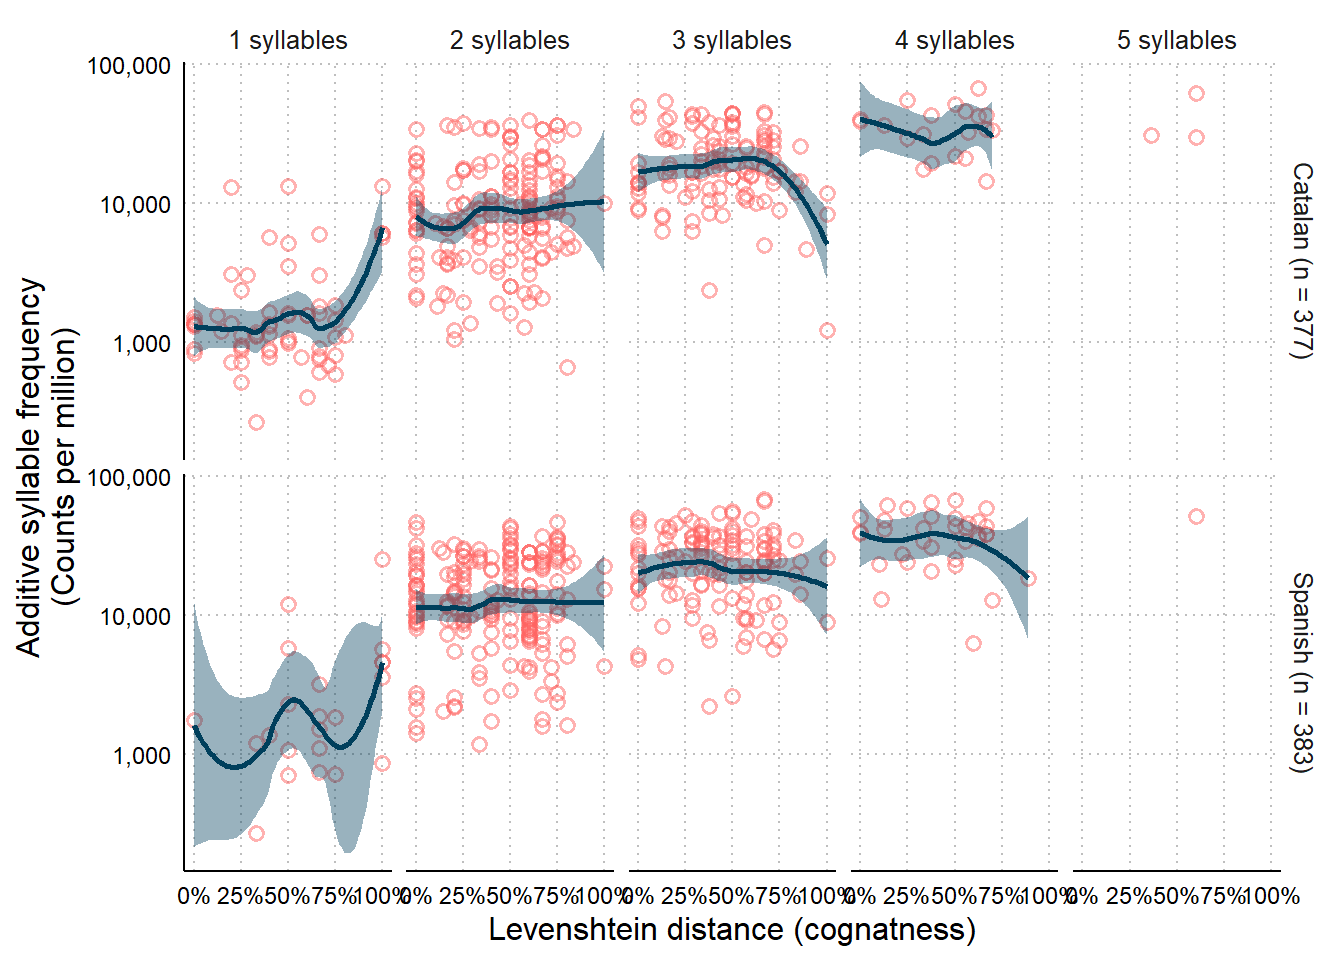 1 syllables 2 syllables 3 syllables 4 syllables 5 syllables
100,000
10,000
1,000
Catalan (n = 377)
Additive syllable frequency
(Counts per million)
100,000
10,000
1,000
Spanish (n = 383)
0% 25% 50% 75% 100% 0% 25% 50% 75% 100% 0% 25% 50% 75% 100% 0% 25% 50% 75% 100% 0% 25% 50% 75% 100%
Levenshtein distance (cognatness)